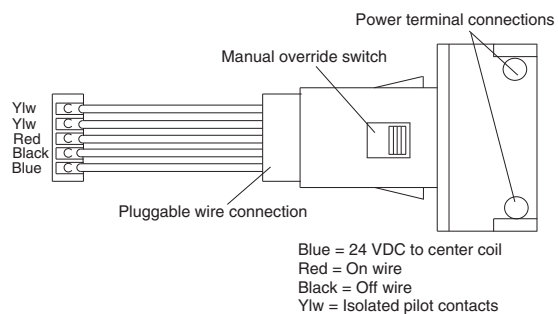 Power terminal connections
Manual override switch
Ylw
Ylw
Red
Black
Blue
Pluggable wire connection
Blue = 24 VDC to center coil
Red = On wire
Black = Off wire
Ylw = Isolated pilot contacts